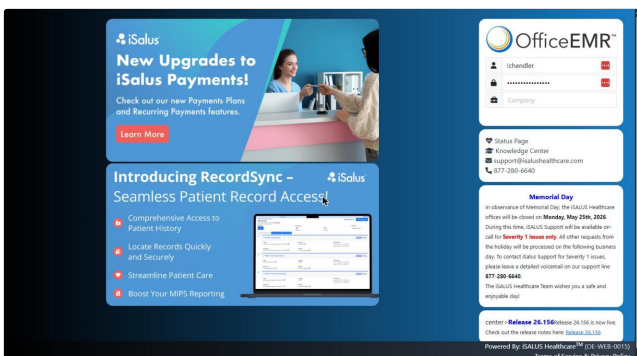 iSalus
New Upgrades to
iSalus Payments!
Check out our new Payments Plans
and Recurring Payments features.
Learn More
Introducing RecordSync –
iSalus
Seamless Patient Record Access!
Comprehensive Access to
Patient History
Locate Records Quickly
and Securely
Streamline Patient Care
Boost Your MIPS Reporting
OfficeEMR™
!chandler
••••••••••••••••
Company
Status Page
Knowledge Center
support@isalushealthcare.com
877-280-6640
Memorial Day
In observance of Memorial Day, the iSALUS Healthcare
offices will be closed on Monday, May 25th, 2026.
During this time, iSALUS Support will be available on-
call for Severity 1 issues only. All other requests from
the holiday will be processed on the following business
day. To contact iSalus Support for Severity 1 issues,
please leave a detailed voicemail on our support line
877-280-6640.
The iSALUS Healthcare Team wishes you a safe and
enjoyable day!
center>Release 26.156Release 26.156 is now live.
Check out the release notes here: Release 26.156
Powered By: iSALUS Healthcare™ (OE-WEB-0015)
Terms of Service & Privacy Policy